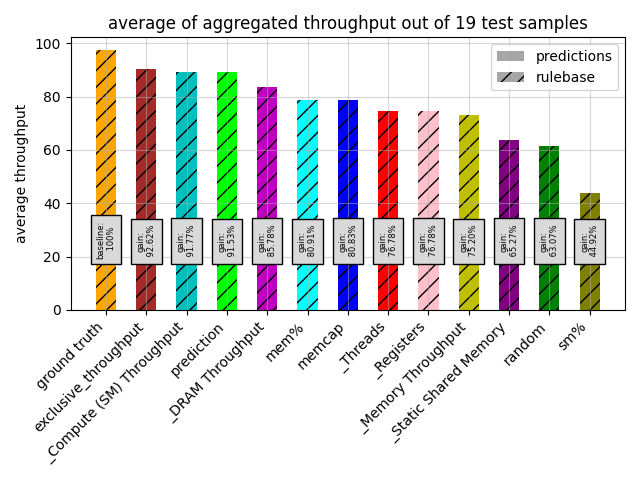 average of aggregated throughput out of 19 test samples
average throughput
100
80
60
40
20
0
predictions
rulebase
baseline:
100%
gain:
92.62%
gain:
91.77%
gain:
91.53%
gain:
85.78%
gain:
80.91%
gain:
80.83%
gain:
76.78%
gain:
76.78%
gain:
75.20%
gain:
65.27%
gain:
63.07%
gain:
44.92%
ground truth
exclusive_throughput
_Compute (SM) Throughput
prediction
_DRAM Throughput
mem%
memcap
_Threads
_Registers
_Memory Throughput
_Static Shared Memory
random
sm%